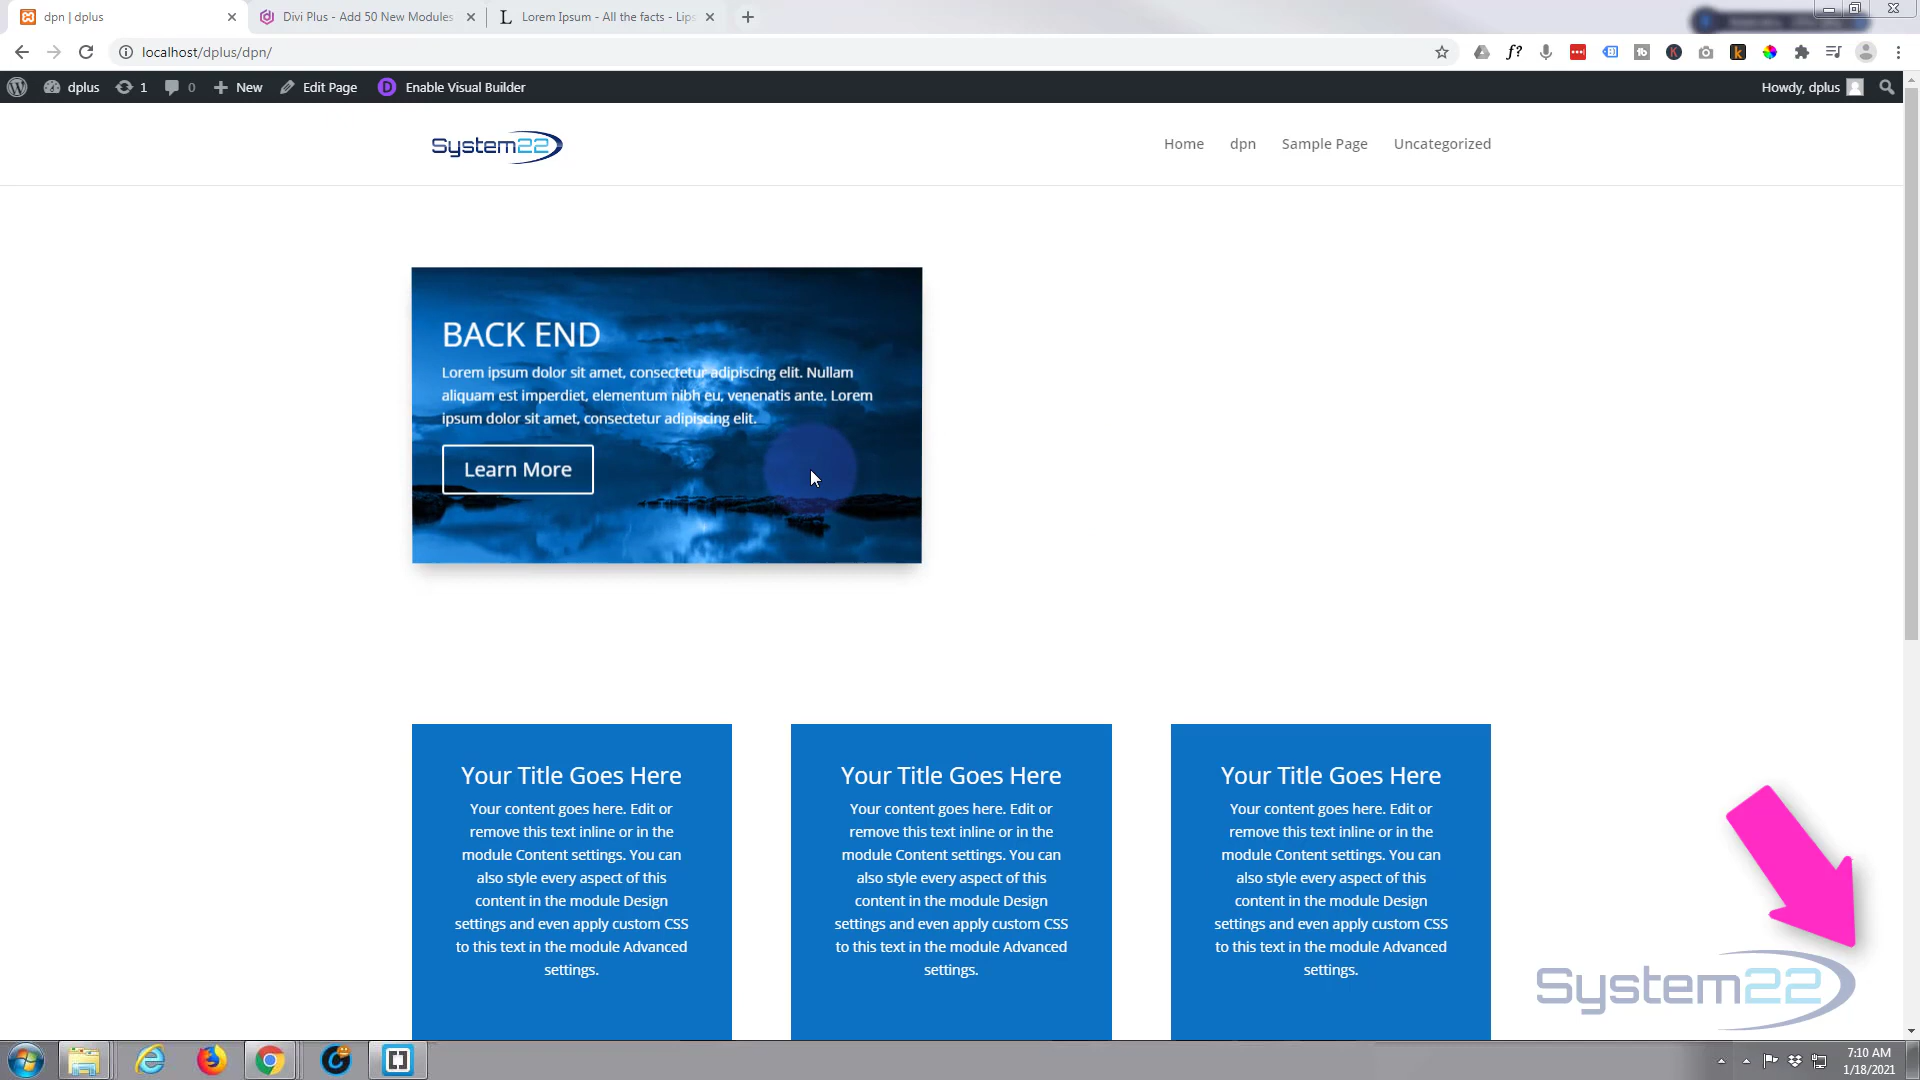 dpn | dplus
Divi Plus - Add 50 New Modules
Lorem Ipsum - All the facts - Lips
localhost/dplus/dpn/
dplus
1
0
New
Edit Page
Enable Visual Builder
Howdy, dplus
System22
Home
dpn
Sample Page
Uncategorized
BACK END
Lorem ipsum dolor sit amet, consectetur adipiscing elit. Nullam
aliquam est imperdiet, elementum nibh eu, venenatis ante. Lorem
ipsum dolor sit amet, consectetur adipiscing elit.
Learn More
Your Title Goes Here
Your content goes here. Edit or
remove this text inline or in the
module Content settings. You can
also style every aspect of this
content in the module Design
settings and even apply custom CSS
to this text in the module Advanced
settings.
Your Title Goes Here
Your content goes here. Edit or
remove this text inline or in the
module Content settings. You can
also style every aspect of this
content in the module Design
settings and even apply custom CSS
to this text in the module Advanced
settings.
Your Title Goes Here
Your content goes here. Edit or
remove this text inline or in the
module Content settings. You can
also style every aspect of this
content in the module Design
settings and even apply custom CSS
to this text in the module Advanced
settings.
System22
7:10 AM
1/18/2021